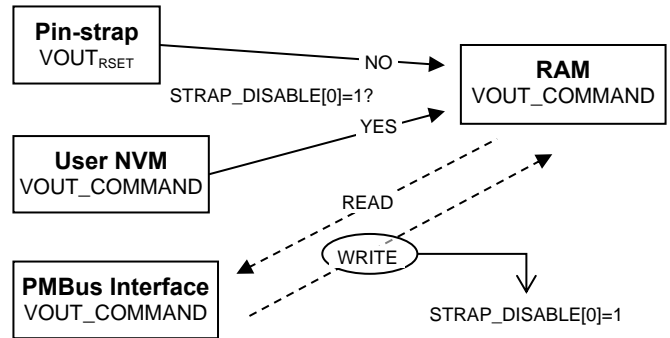 Pin-strap
VOUTRSET
NO
RAM
VOUT_COMMAND
STRAP_DISABLE[0]=1?
YES
User NVM
VOUT_COMMAND
READ
WRITE
PMBus Interface
VOUT_COMMAND
STRAP_DISABLE[0]=1